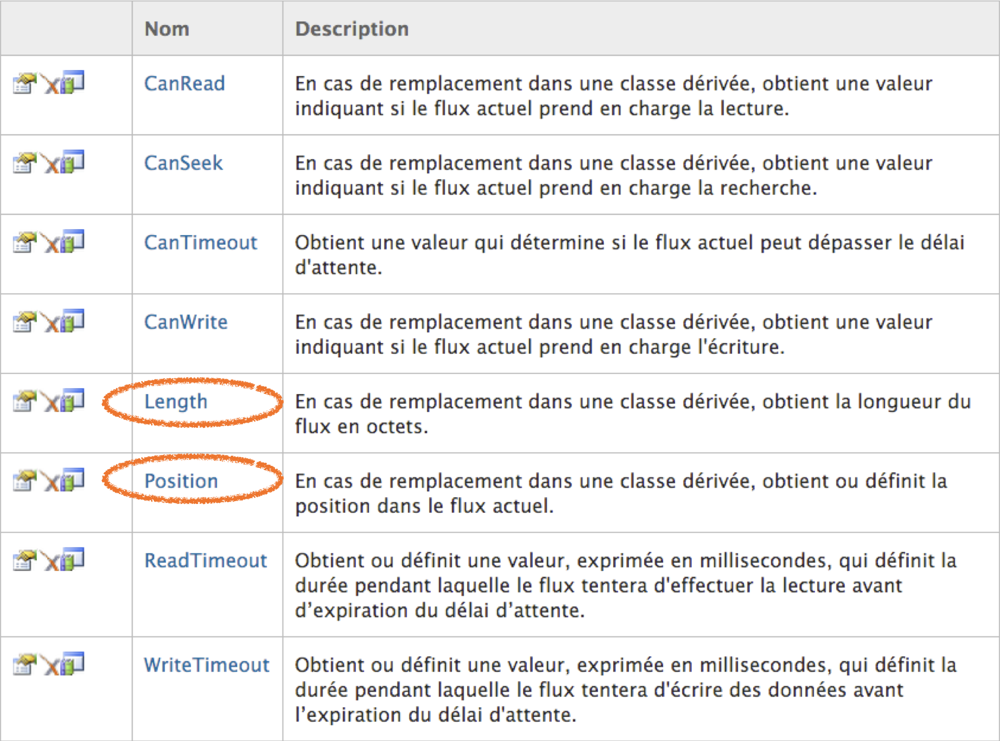 Nom Description
CanRead En cas de remplacement dans une classe dérivée, obtient une valeur
indiquant si le flux actuel prend en charge la lecture.
CanSeek En cas de remplacement dans une classe dérivée, obtient une valeur
indiquant si le flux actuel prend en charge la recherche.
CanTimeout Obtient une valeur qui détermine si le flux actuel peut dépasser le délai
d'attente.
CanWrite En cas de remplacement dans une classe dérivée, obtient une valeur
indiquant si le flux actuel prend en charge l'écriture.
Length En cas de remplacement dans une classe dérivée, obtient la longueur du
flux en octets.
Position En cas de remplacement dans une classe dérivée, obtient ou définit la
position dans le flux actuel.
ReadTimeout Obtient ou définit une valeur, exprimée en millisecondes, qui définit la
durée pendant laquelle le flux tentera d'effectuer la lecture avant
d’expiration du délai d’attente.
WriteTimeout Obtient ou définit une valeur, exprimée en millisecondes, qui définit la
durée pendant laquelle le flux tentera d'écrire des données avant
l’expiration du délai d'attente.